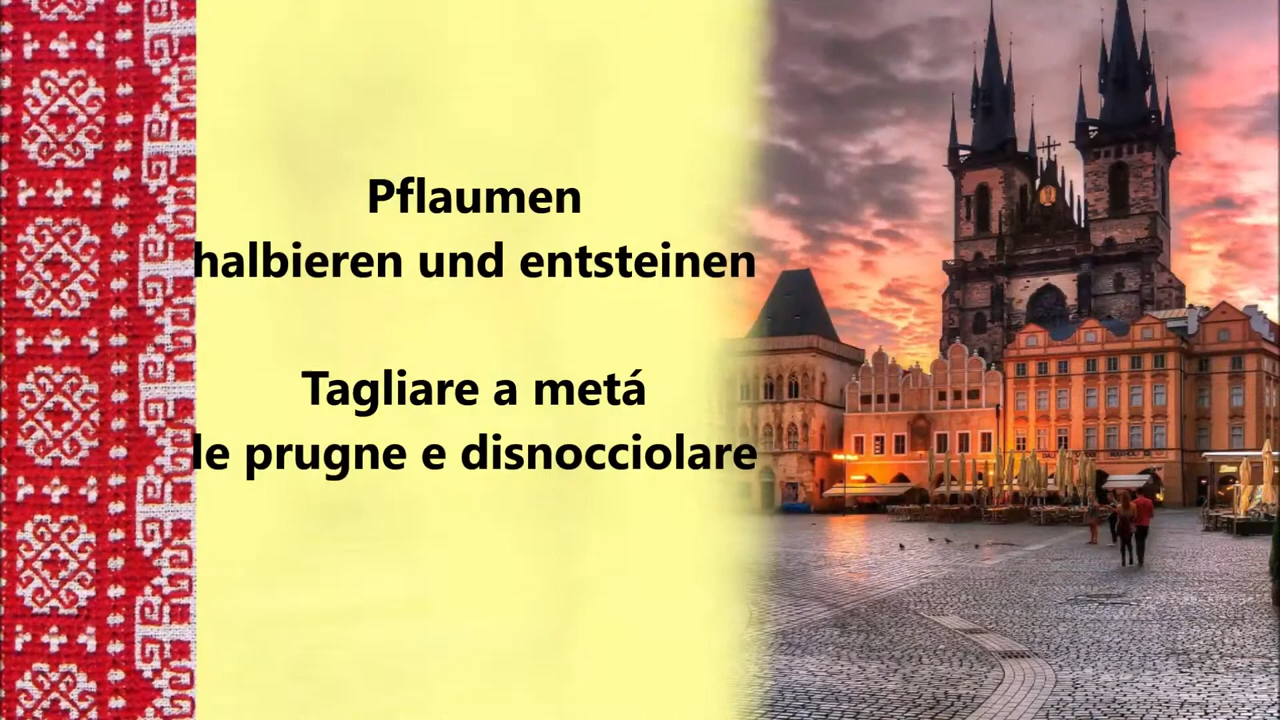 Pflaumen
halbieren und entsteinen
Tagliare a metá
le prugne e disnocciolare